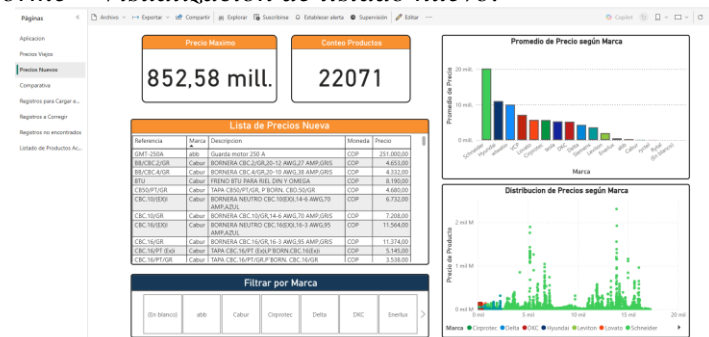 Páginas
Archivo
Exportar
Compartir
Explorar
Suscribirse
Establecer alerta
Supervisión
Editar
Copilot
Aplicacion
Precios Viejos
Precios Nuevos
Comparativa
Registros para Cargar e...
Registros a Corregir
Registros no encontrados
Listado de Productos Ac...
Precio Maximo
852,58 mill.
Conteo Productos
22071
Lista de Precios Nueva
Referencia Marca Descripcion Moneda Precio
GMT-250A abb Guarda motor 250 A COP 251.000,00
BB/CBC.2/GR Cabur BORNERA CBC.2/GR,20-12 AWG,27 AMP,GRIS COP 4.653,00
BB/CBC.4/GR Cabur BORNERA CBC.4/GR,20-10 AWG,38 AMP,GRIS COP 4.332,00
BTU Cabur FRENO BTU PARA RIEL DIN Y OMEGA COP 8.190,00
CB50/PT/GR Cabur TAPA CB50/PT/GR, P'BORN. CBD.50/GR COP 4.680,00
CBC.10/(EX)I Cabur BORNERA NEUTRO CBC.10(EX)I,14-6 AWG,70 COP 6.732,00
AMP,AZUL
CBC.10/GR Cabur BORNERA CBC.10/GR,14-6 AWG,70 AMP,GRIS COP 7.208,00
CBC.16/(EX)I Cabur BORNERA NEUTRO CBC.16(EX)I,16-3 AWG,95 COP 11.564,00
AMP,AZUL
CBC.16/GR Cabur BORNERA CBC.16/GR,16-3 AWG,95 AMP,GRIS COP 11.374,00
CBC.16/PT (Ex)i Cabur TAPA CBC.16/PT (Ex)i,P'BORN.CBC.16(Ex)i COP 5.145,00
CBC.16/PT/GR Cabur TAPA CBC.16/PT/GR,P'BORN. CBC.16/GR COP 3.538,00
Filtrar por Marca
(En blanco) abb Cabur Cirprotec Delta DKC Enerlux
Promedio de Precio según Marca
Promedio de Precio
20 mil.
10 mil.
0 mil
Schneider Hyundai VCP Lovato Cirprotec DKC Delta Siemens Leviton Enerlux abb Cabur (En blanco)
Marca
Distribucion de Precios según Marca
Precio de Producto
2 mil M
1 mil M
0 mil M
0 mil 5 mil 10 mil 15 mil 20 mil
Marca Cirprotec Delta DKC Hyundai Leviton Lovato Schneider